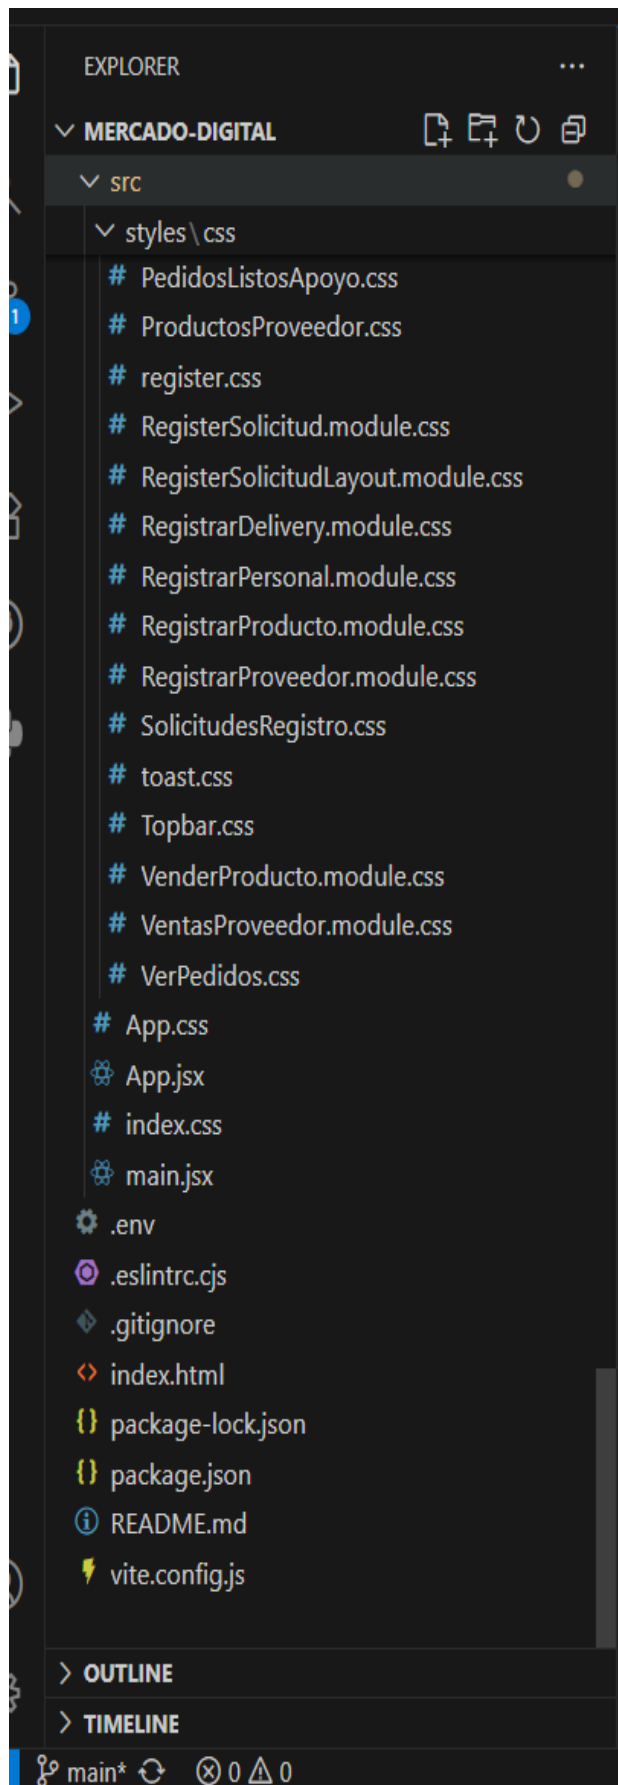 EXPLORER
MERCADO-DIGITAL
src
styles\css
PedidosListosApoyo.css
ProductosProveedor.css
register.css
RegisterSolicitud.module.css
RegisterSolicitudLayout.module.css
RegistrarDelivery.module.css
RegistrarPersonal.module.css
RegistrarProducto.module.css
RegistrarProveedor.module.css
SolicitudesRegistro.css
toast.css
Topbar.css
VenderProducto.module.css
VentasProveedor.module.css
VerPedidos.css
App.css
App.jsx
index.css
main.jsx
.env
.eslintrc.cjs
.gitignore
index.html
package-lock.json
package.json
README.md
vite.config.js
OUTLINE
TIMELINE
main* 0 0
1